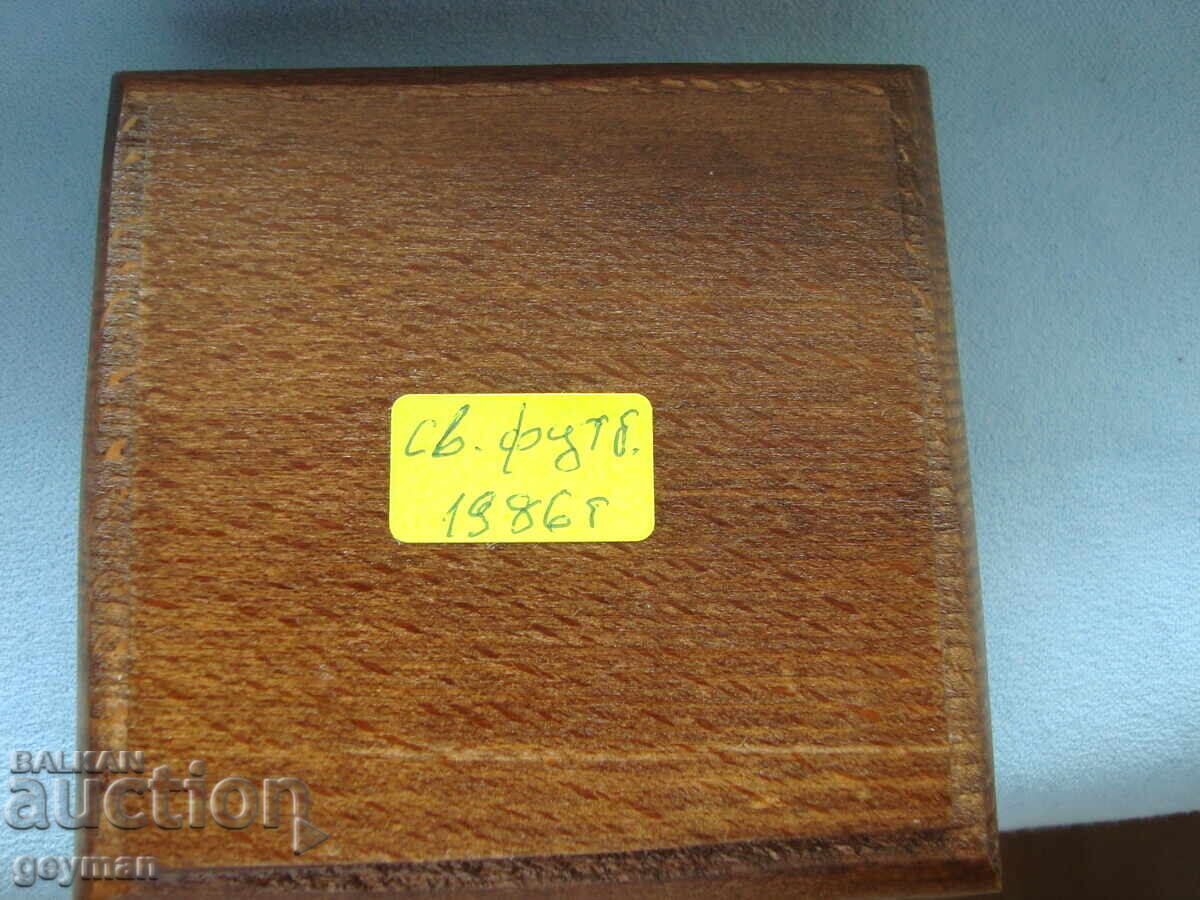 св. футб.
1986г
BALKAN
auction
geyman